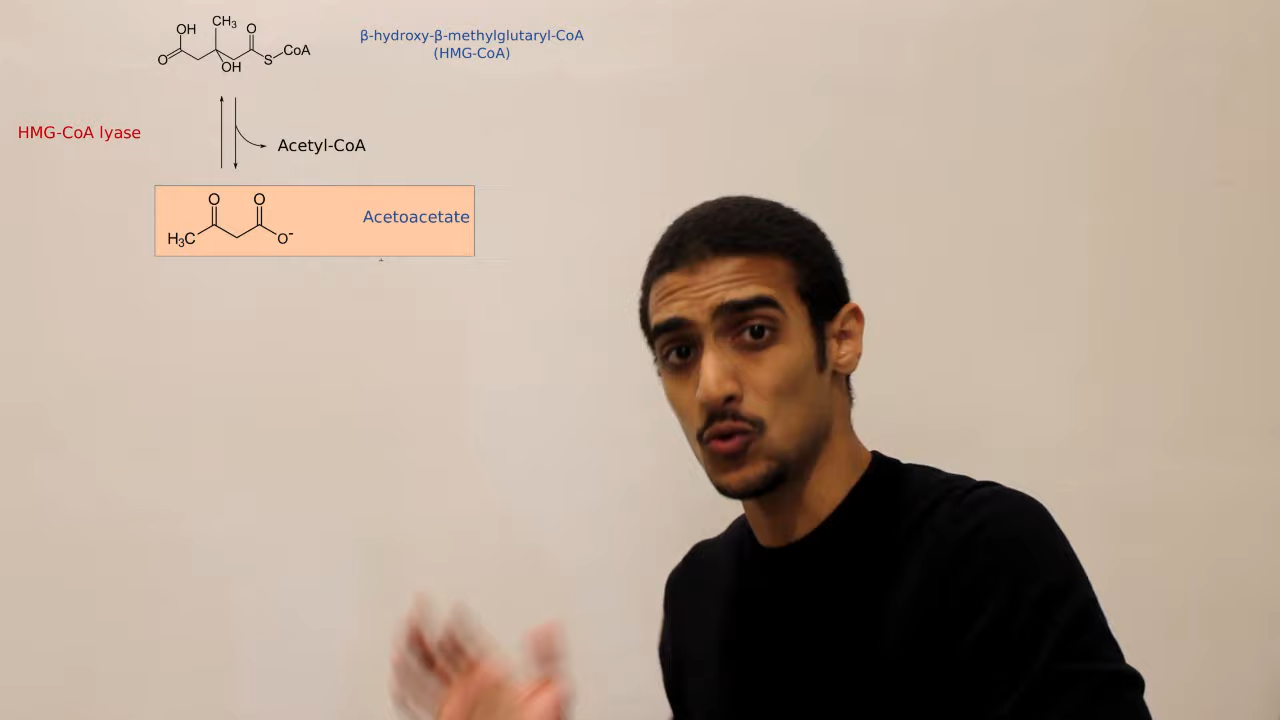 OH
CH3
O
O
S
CoA
OH
β-hydroxy-β-methylglutaryl-CoA
(HMG-CoA)
HMG-CoA lyase
Acetyl-CoA
O
O
H3C
O-
Acetoacetate